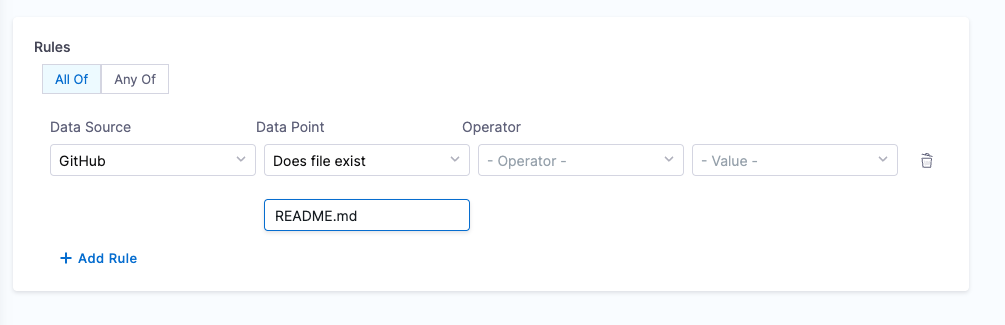 Rules
All Of Any Of
Data Source Data Point Operator
GitHub Does file exist - Operator - - Value -
README.md
+ Add Rule